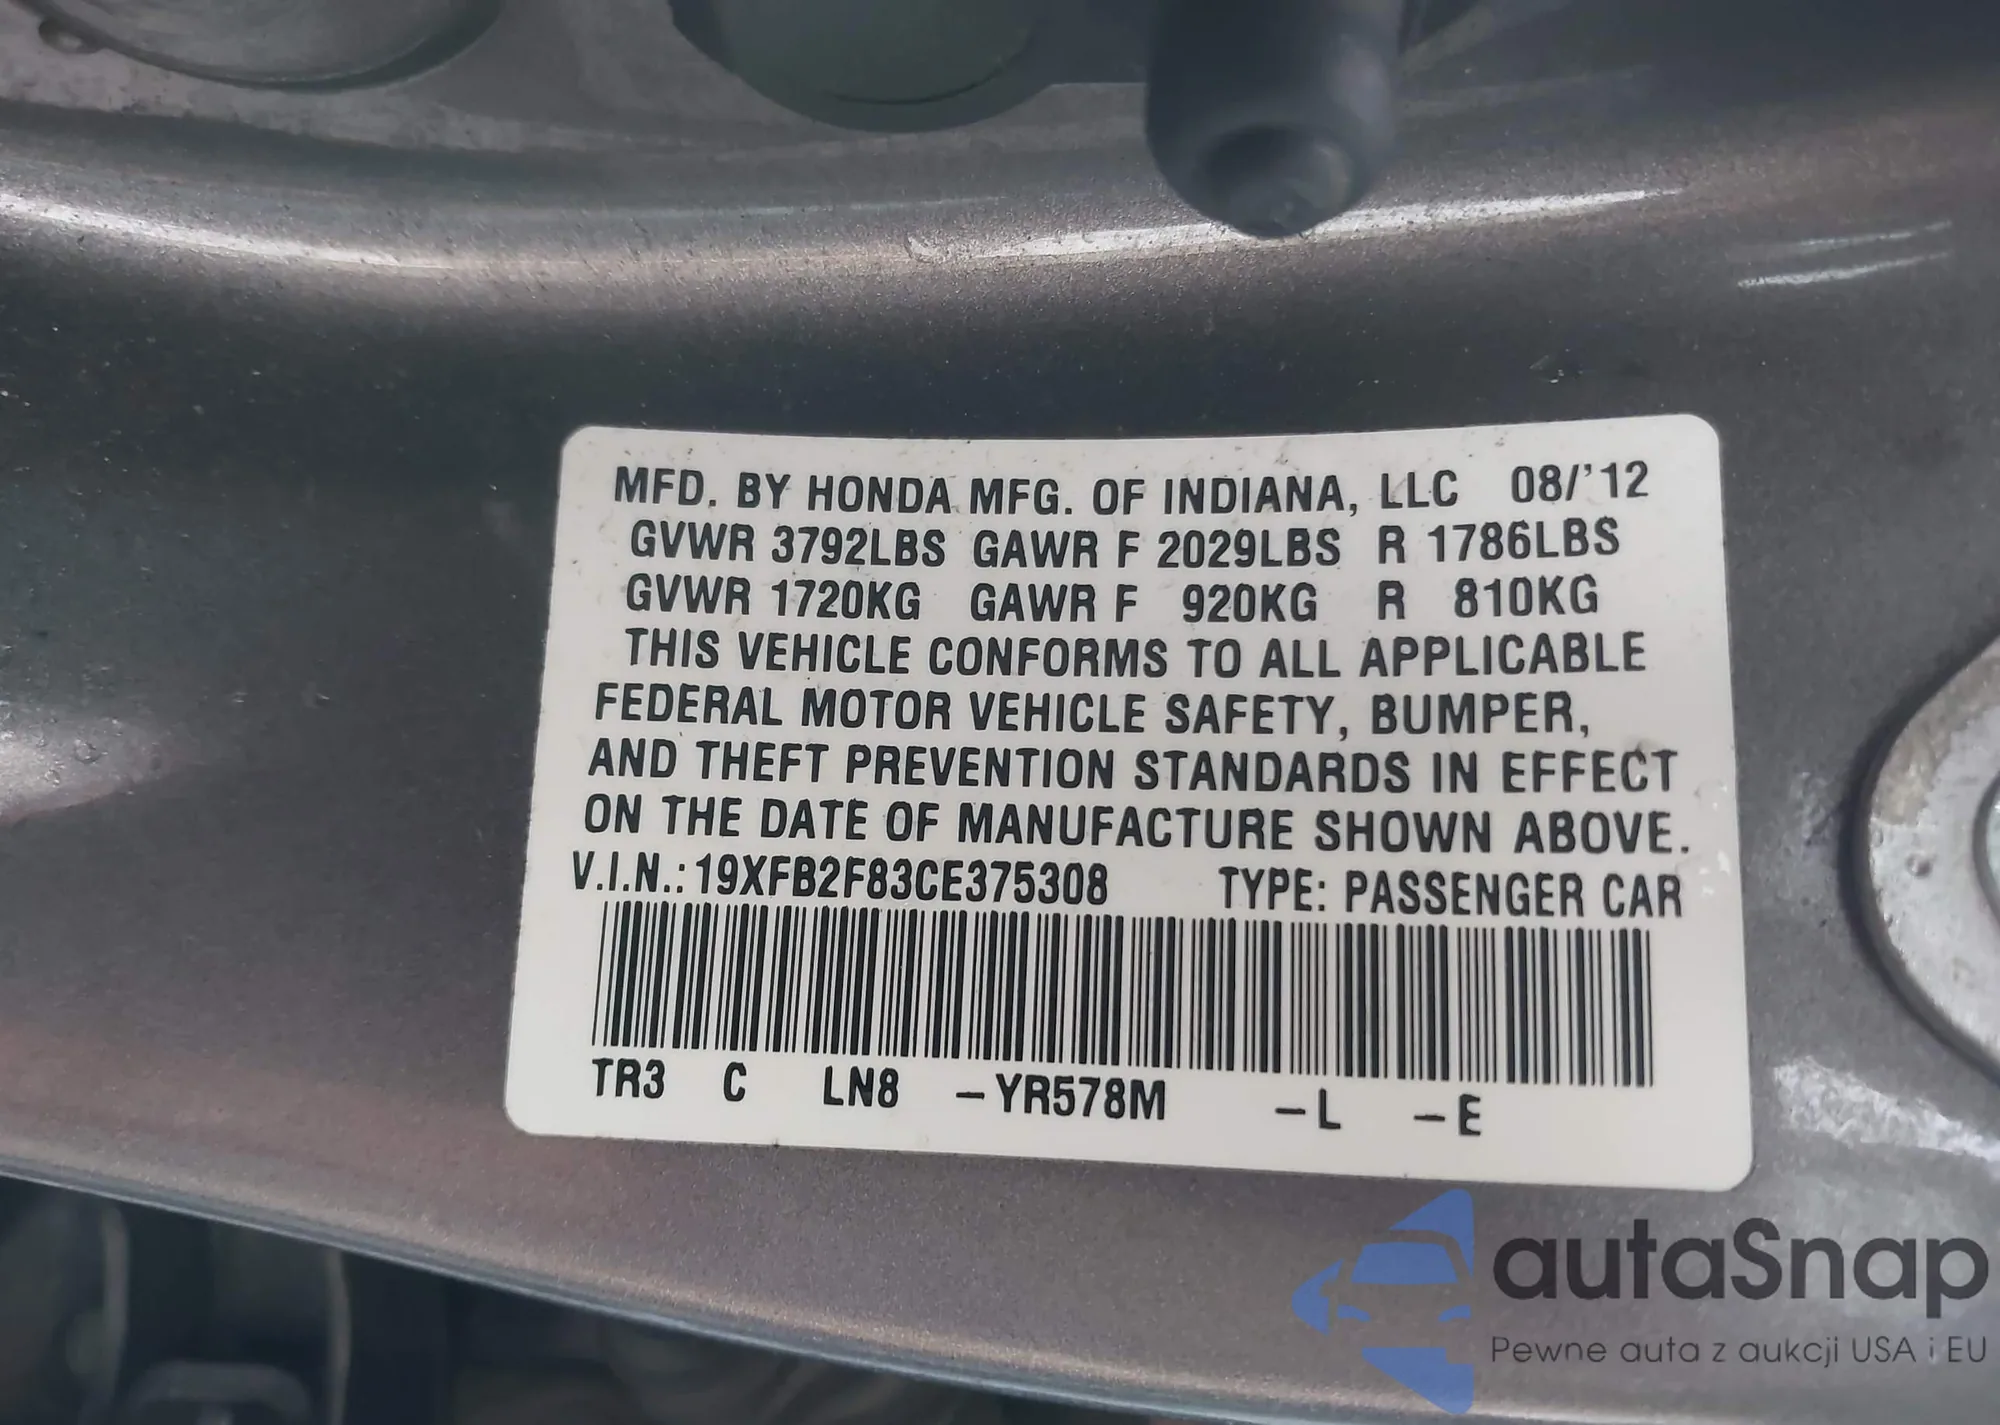 MFD. BY HONDA MFG. OF INDIANA, LLC 08/'12
GVWR 3792LBS GAWR F 2029LBS R 1786LBS
GVWR 1720KG GAWR F 920KG R 810KG
THIS VEHICLE CONFORMS TO ALL APPLICABLE
FEDERAL MOTOR VEHICLE SAFETY, BUMPER,
AND THEFT PREVENTION STANDARDS IN EFFECT
ON THE DATE OF MANUFACTURE SHOWN ABOVE.
V.I.N.: 19XFB2F83CE375308 TYPE: PASSENGER CAR
TR3 C LN8 –YR578M –L –E
autaSnap
Pewne auta z aukcji USA i EU